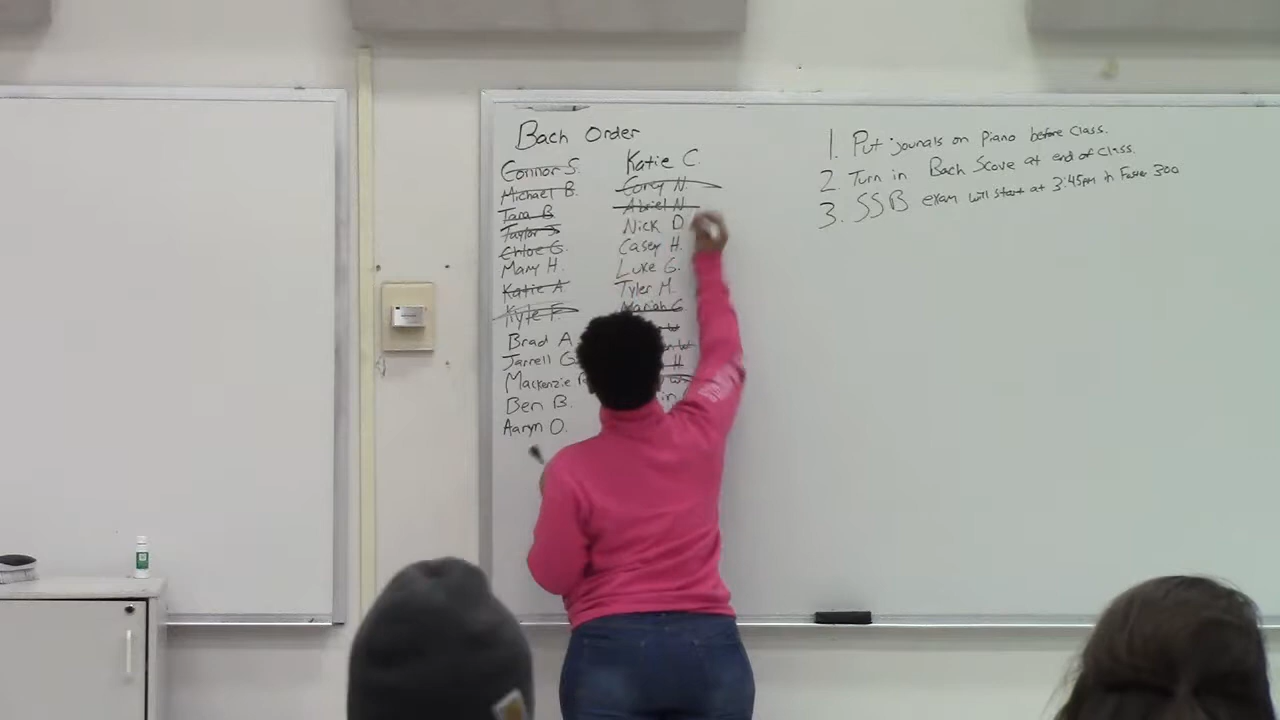 Bach Order
Connor S.
Michael B.
Tara B
Taylor S
Chloe G.
Mary H.
Katie A
Kyle F.
Brad A
Jarrell G
Mackenzie
Ben B.
Aaryn O.
Katie C.
Corey N.
Abriel N.
Nick D
Casey H.
Luke G.
Tyler M.
Mariah C
H
1. Put journals on Piano before class.
2. Turn in Bach Score at end of class.
3. SSB exam will start at 3:45pm in 300